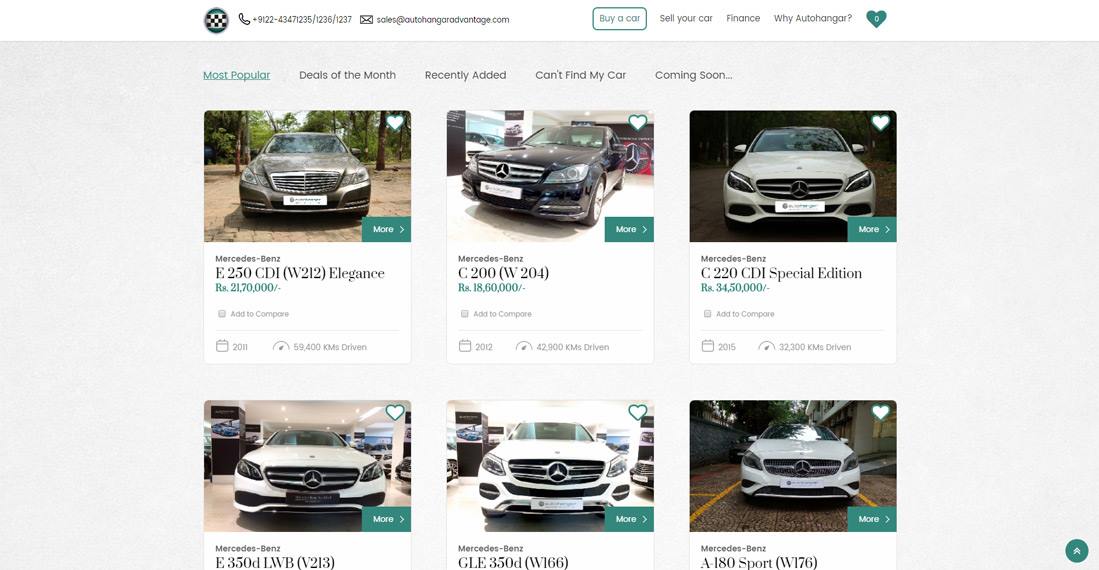 +9122-43471235/1236/1237 sales@autohangaradvantage.com Buy a car Sell your car Finance Why Autohangar? 0
Most Popular Deals of the Month Recently Added Can't Find My Car Coming Soon...
More
More
More
Mercedes-Benz
E 250 CDI (W212) Elegance
Rs. 21,70,000/-
Add to Compare
2011 59,400 KMs Driven
Mercedes-Benz
C 200 (W 204)
Rs. 18,60,000/-
Add to Compare
2012 42,900 KMs Driven
Mercedes-Benz
C 220 CDI Special Edition
Rs. 34,50,000/-
Add to Compare
2015 32,300 KMs Driven
More
More
More
Mercedes-Benz
E 350d LWB (V213)
Mercedes-Benz
GLE 350d (W166)
Mercedes-Benz
A-180 Sport (W176)